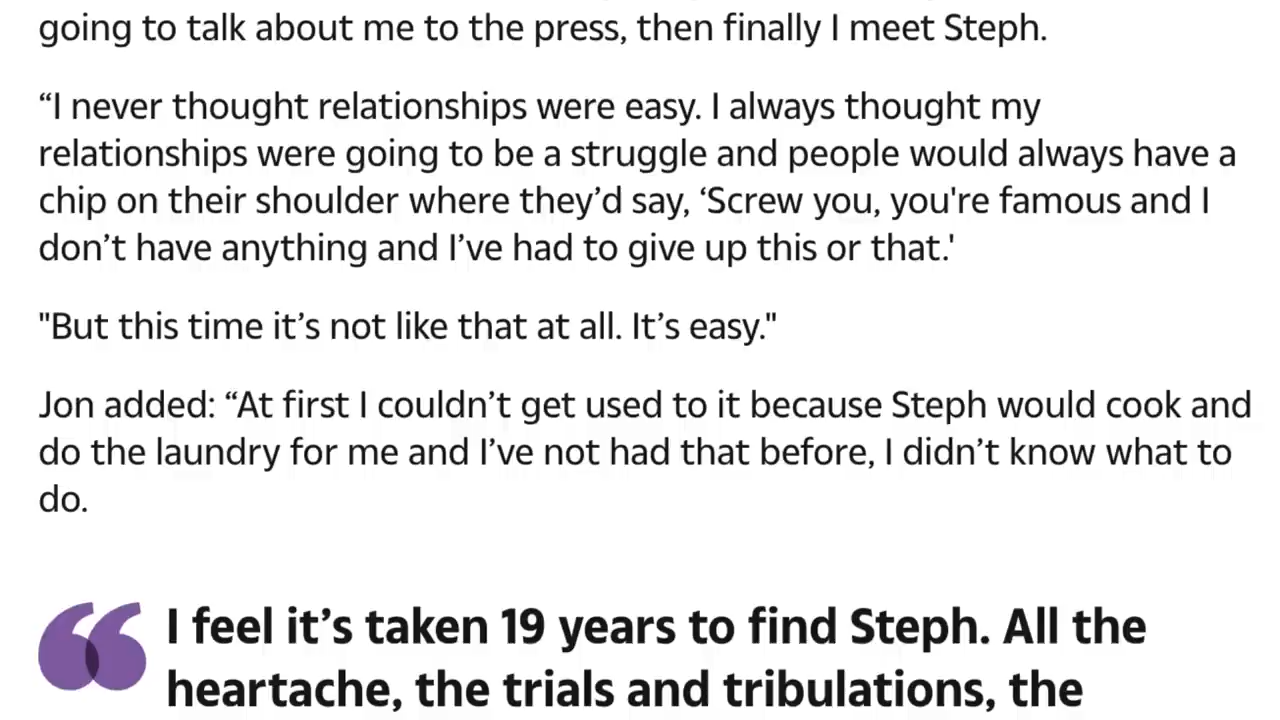 going to talk about me to the press, then finally I meet Steph.
“I never thought relationships were easy. I always thought my
relationships were going to be a struggle and people would always have a
chip on their shoulder where they’d say, ‘Screw you, you're famous and I
don’t have anything and I’ve had to give up this or that.'
"But this time it’s not like that at all. It’s easy."
Jon added: “At first I couldn’t get used to it because Steph would cook and
do the laundry for me and I’ve not had that before, I didn’t know what to
do.
I feel it’s taken 19 years to find Steph. All the
heartache, the trials and tribulations, the